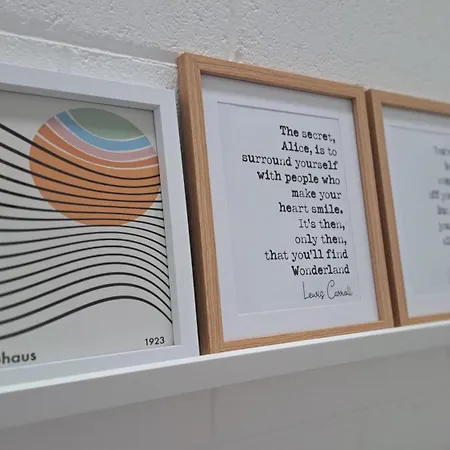 haus
1923
The secret,
Alice, is to
surround yourself
with people who
make your
heart smile.
It's then,
only then,
that you'll find
Wonderland
Lewis Carroll